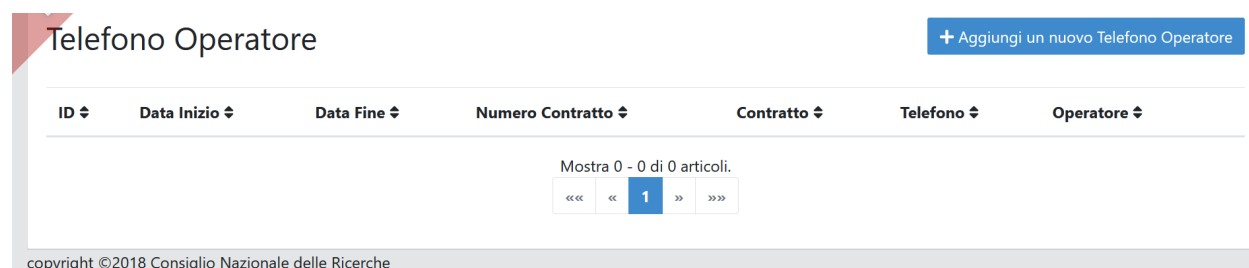 Telefono Operatore
+ Aggiungi un nuovo Telefono Operatore
ID Data Inizio Data Fine Numero Contratto Contratto Telefono Operatore
Mostra 0 - 0 di 0 articoli.
«« « 1 » »»
copyright ©2018 Consiglio Nazionale delle Ricerche